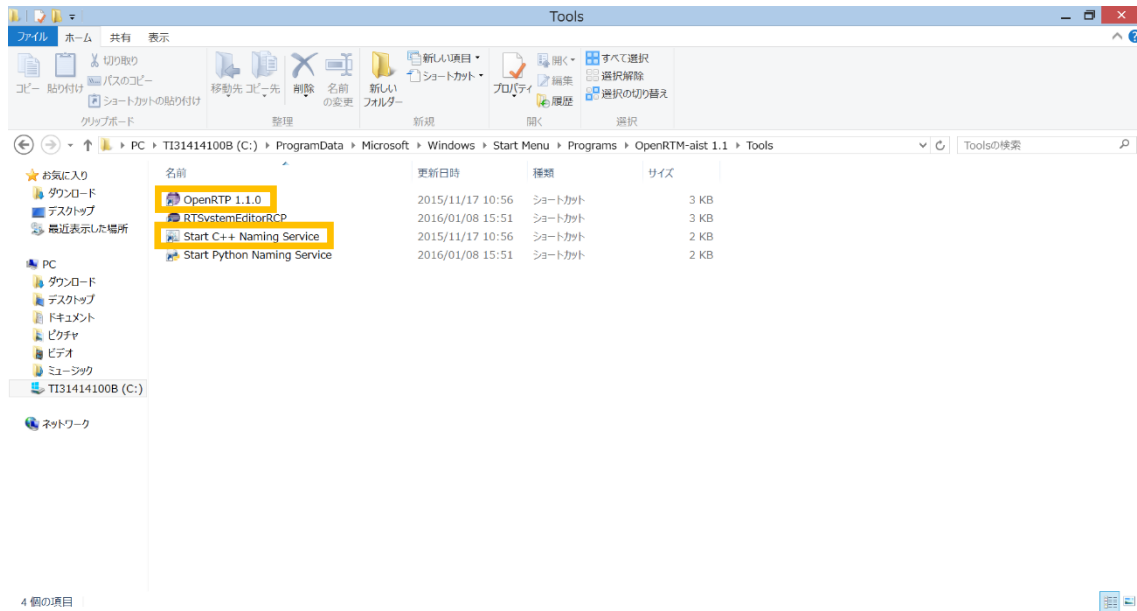 Tools
ファイル ホーム 共有 表示
コピー 貼り付け 切り取り パスのコピー ショートカットの貼り付け
クリップボード
移動先 コピー先 削除 名前の変更
整理
新しいフォルダー 新しい項目 ショートカット
新規
プロパティ 開く 編集 履歴
開く
すべて選択 選択解除 選択の切り替え
選択
PC TI31414100B (C:) ProgramData Microsoft Windows Start Menu Programs OpenRTM-aist 1.1 Tools
Toolsの検索
お気に入り
ダウンロード
デスクトップ
最近表示した場所
PC
ダウンロード
デスクトップ
ドキュメント
ピクチャ
ビデオ
ミュージック
TI31414100B (C:)
ネットワーク
名前 更新日時 種類 サイズ
OpenRTP 1.1.0 2015/11/17 10:56 ショートカット 3 KB
RTSystemEditorRCP 2016/01/08 15:51 ショートカット 3 KB
Start C++ Naming Service 2015/11/17 10:56 ショートカット 2 KB
Start Python Naming Service 2016/01/08 15:51 ショートカット 2 KB
4 個の項目